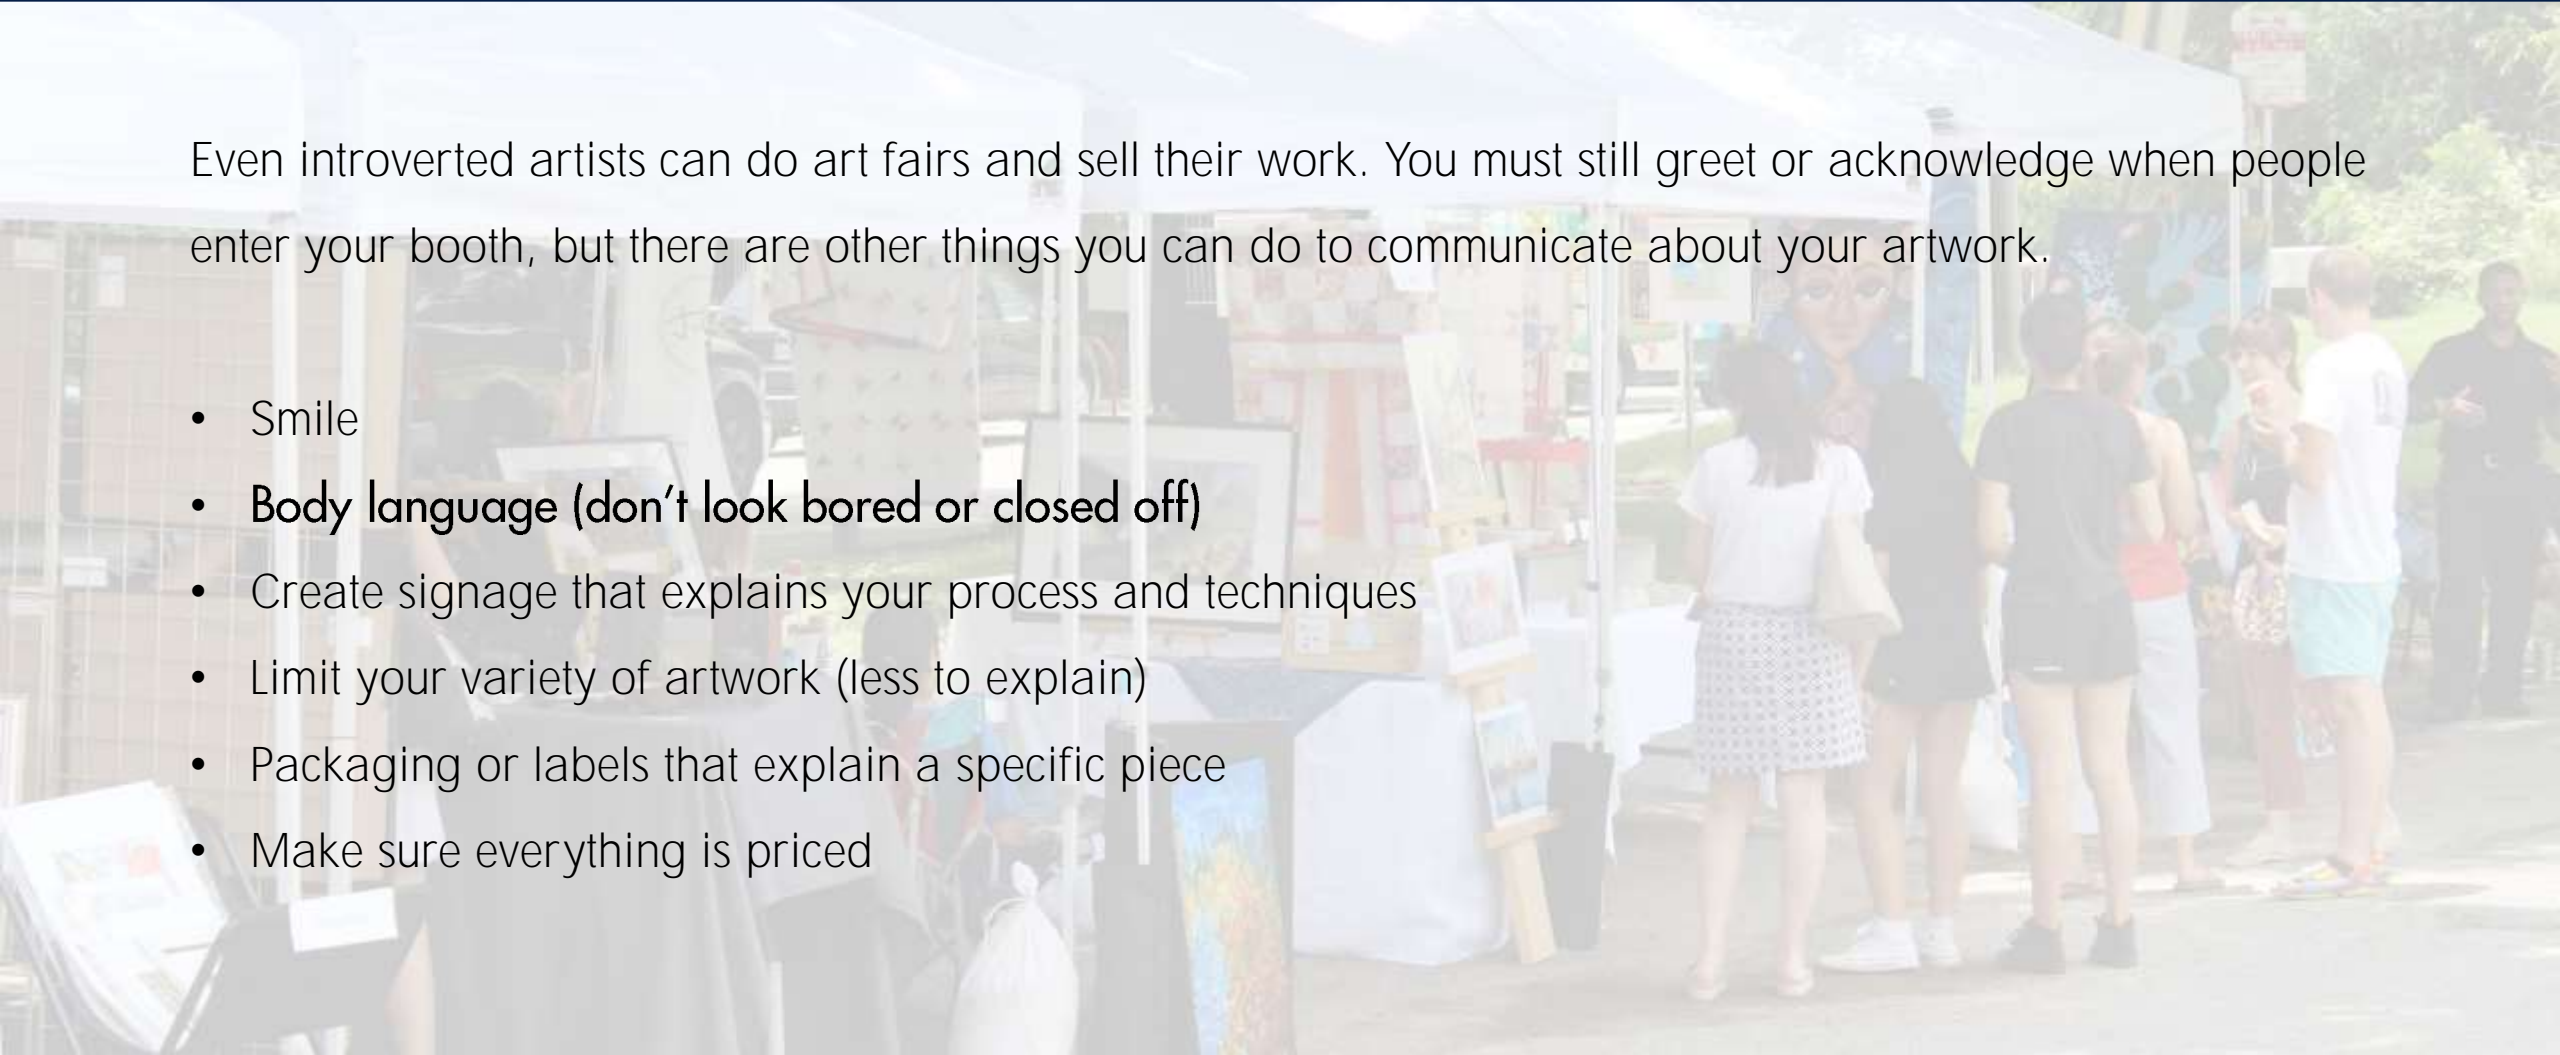 Even introverted artists can do art fairs and sell their work. You must still greet or acknowledge when people
enter your booth, but there are other things you can do to communicate about your artwork.
• Smile
• Body language (don’t look bored or closed off)
• Create signage that explains your process and techniques
• Limit your variety of artwork (less to explain)
• Packaging or labels that explain a specific piece
• Make sure everything is priced